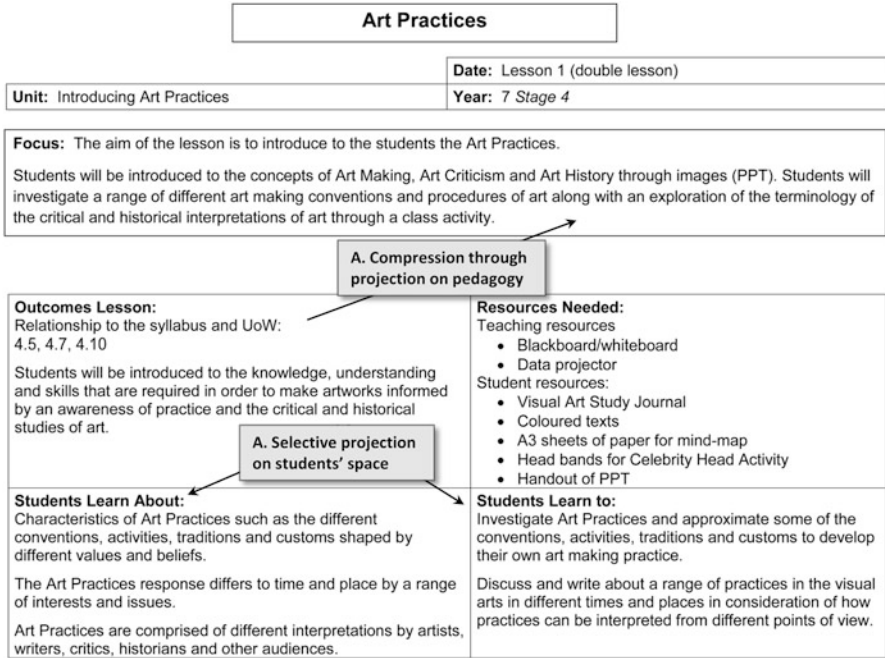 Art Practices
Date: Lesson 1 (double lesson)
Unit: Introducing Art Practices
Year: 7 Stage 4
Focus: The aim of the lesson is to introduce to the students the Art Practices.
Students will be introduced to the concepts of Art Making, Art Criticism and Art History through images (PPT). Students will
investigate a range of different art making conventions and procedures of art along with an exploration of the terminology of
the critical and historical interpretations of art through a class activity.
A. Compression through
projection on pedagogy
Outcomes Lesson:
Relationship to the syllabus and UoW:
4.5, 4.7, 4.10
Students will be introduced to the knowledge, understanding
and skills that are required in order to make artworks informed
by an awareness of practice and the critical and historical
studies of art.
Resources Needed:
Teaching resources
• Blackboard/whiteboard
• Data projector
Student resources:
• Visual Art Study Journal
• Coloured texts
• A3 sheets of paper for mind-map
• Head bands for Celebrity Head Activity
• Handout of PPT
A. Selective projection
on students' space
Students Learn About:
Characteristics of Art Practices such as the different
conventions, activities, traditions and customs shaped by
different values and beliefs.
The Art Practices response differs to time and place by a range
of interests and issues.
Art Practices are comprised of different interpretations by artists,
writers, critics, historians and other audiences.
Students Learn to:
Investigate Art Practices and approximate some of the
conventions, activities, traditions and customs to develop
their own art making practice.
Discuss and write about a range of practices in the visual
arts in different times and places in consideration of how
practices can be interpreted from different points of view.